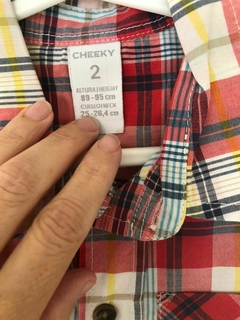 CHEEKY
2
ALTURA/HEIGHT
89-95 cm
CUELLO/NECK
25-26,4 cm